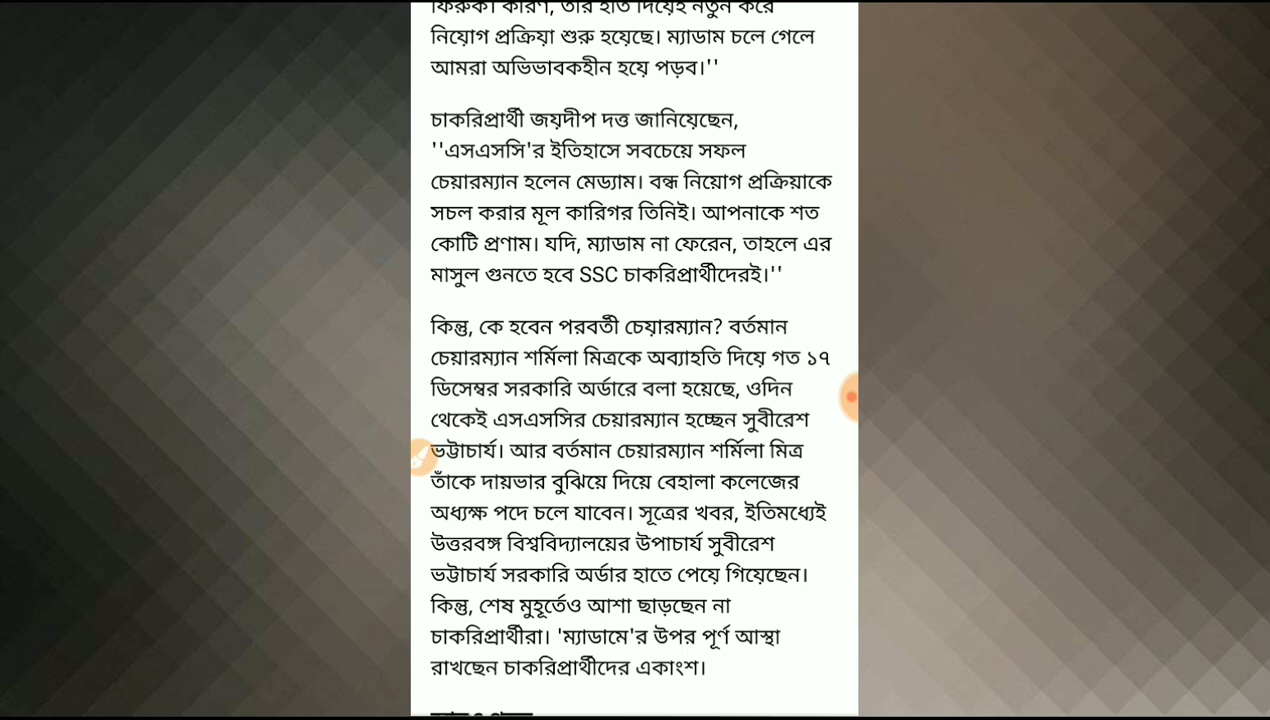 ফিরুক। কারণ, তাঁর হাত দিয়েই নতুন করে
নিয়োগ প্রক্রিয়া শুরু হয়েছে। ম্যাডাম চলে গেলে
আমরা অভিভাবকহীন হয়ে পড়ব।''
চাকরিপ্রার্থী জয়দীপ দত্ত জানিয়েছেন,
''এসএসসি'র ইতিহাসে সবচেয়ে সফল
চেয়ারম্যান হলেন মেড্যাম। বন্ধ নিয়োগ প্রক্রিয়াকে
সচল করার মূল কারিগর তিনিই। আপনাকে শত
কোটি প্রণাম। যদি, ম্যাডাম না ফেরেন, তাহলে এর
মাসুল গুনতে হবে SSC চাকরিপ্রার্থীদেরই।''
কিন্তু, কে হবেন পরবর্তী চেয়ারম্যান? বর্তমান
চেয়ারম্যান শর্মিলা মিত্রকে অব্যাহতি দিয়ে গত ১৭
ডিসেম্বর সরকারি অর্ডারে বলা হয়েছে, ওদিন
থেকেই এসএসসির চেয়ারম্যান হচ্ছেন সুবীরেশ
ভট্টাচার্য। আর বর্তমান চেয়ারম্যান শর্মিলা মিত্র
তাঁকে দায়ভার বুঝিয়ে দিয়ে বেহালা কলেজের
অধ্যক্ষ পদে চলে যাবেন। সূত্রের খবর, ইতিমধ্যেই
উত্তরবঙ্গ বিশ্ববিদ্যালয়ের উপাচার্য সুবীরেশ
ভট্টাচার্য সরকারি অর্ডার হাতে পেয়ে গিয়েছেন।
কিন্তু, শেষ মুহূর্তেও আশা ছাড়ছেন না
চাকরিপ্রার্থীরা। 'ম্যাডামে'র উপর পূর্ণ আস্থা
রাখছেন চাকরিপ্রার্থীদের একাংশ।